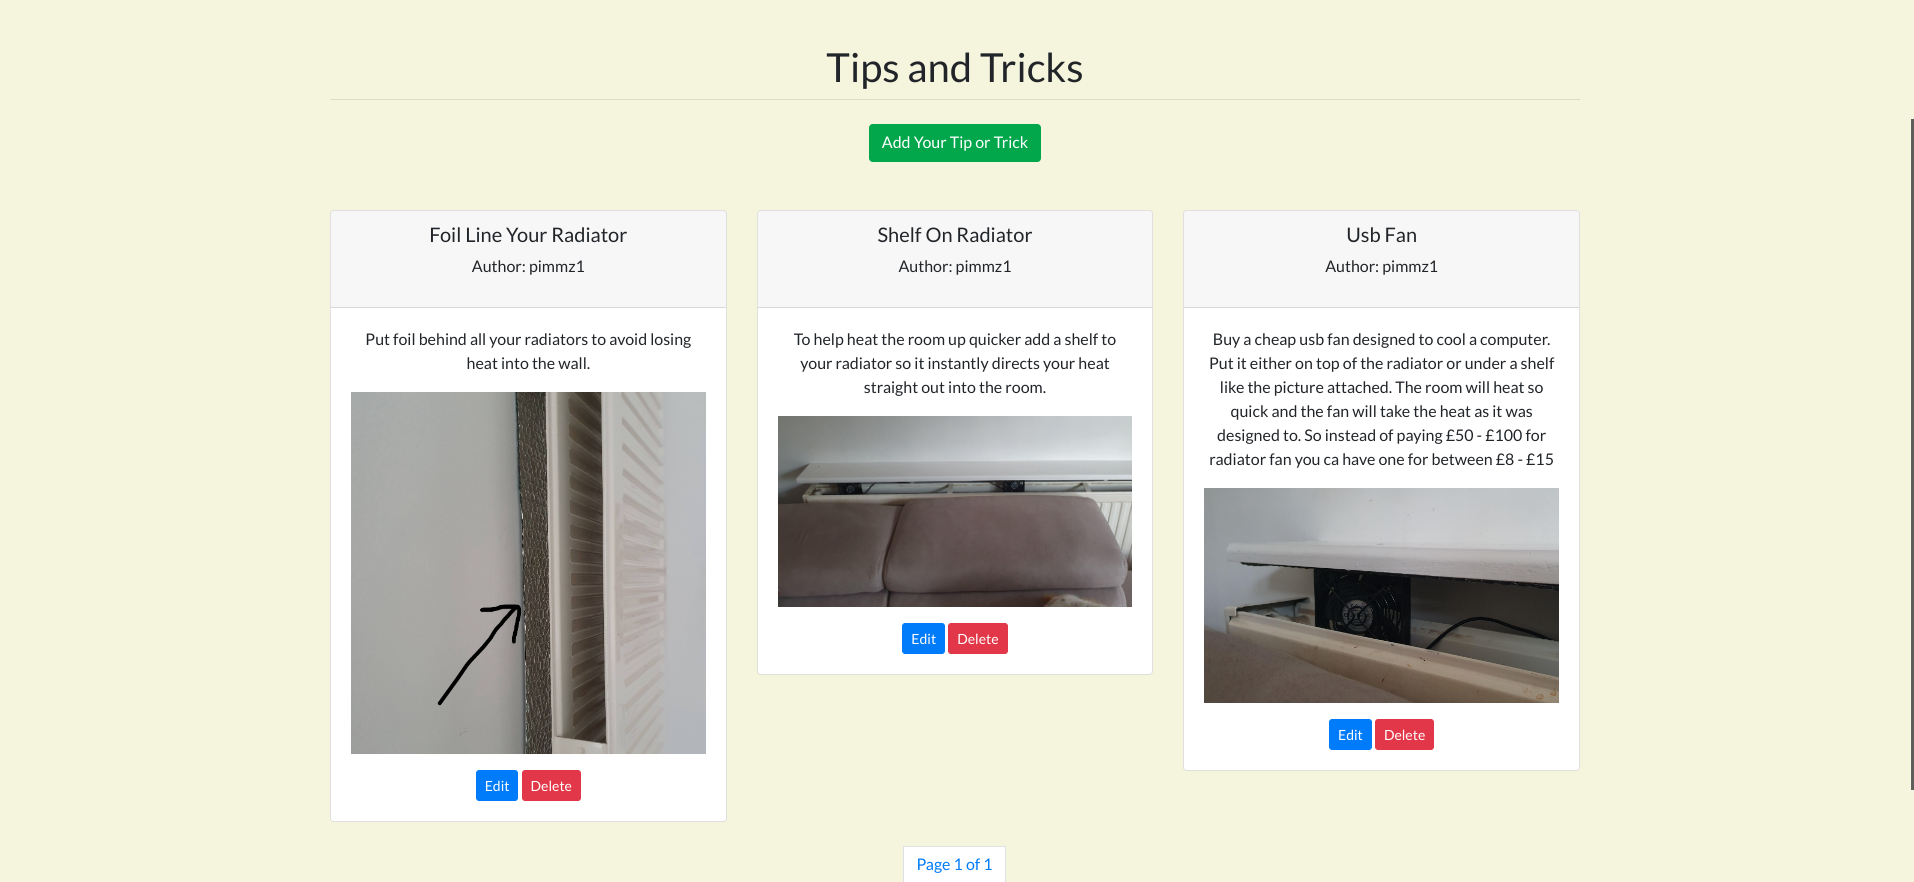 Tips and Tricks
Add Your Tip or Trick
Foil Line Your Radiator
Author: pimmz1
Put foil behind all your radiators to avoid losing
heat into the wall.
Edit Delete
Shelf On Radiator
Author: pimmz1
To help heat the room up quicker add a shelf to
your radiator so it instantly directs your heat
straight out into the room.
Edit Delete
Usb Fan
Author: pimmz1
Buy a cheap usb fan designed to cool a computer.
Put it either on top of the radiator or under a shelf
like the picture attached. The room will heat so
quick and the fan will take the heat as it was
designed to. So instead of paying £50 - £100 for
radiator fan you ca have one for between £8 - £15
Edit Delete
Page 1 of 1